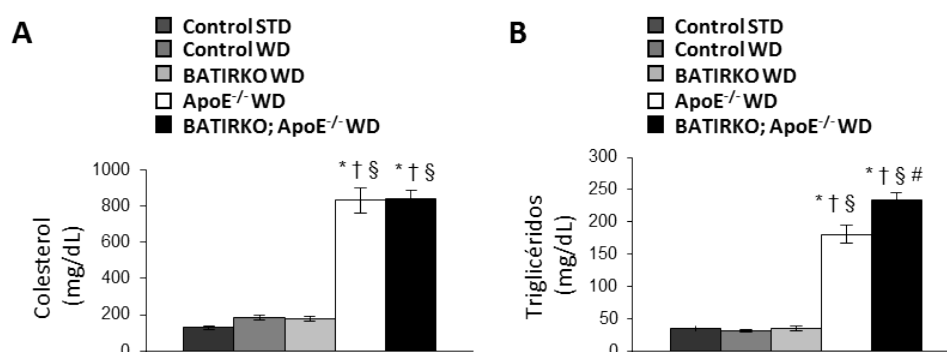 A
Control STD
Control WD
BATIRKO WD
ApoE-/- WD
BATIRKO; ApoE-/- WD
Colesterol
(mg/dL)
1000
800
600
400
200
0
* † §
* † §
B
Control STD
Control WD
BATIRKO WD
ApoE-/- WD
BATIRKO; ApoE-/- WD
Triglicéridos
(mg/dL)
300
250
200
150
100
50
0
* † §
* † § #